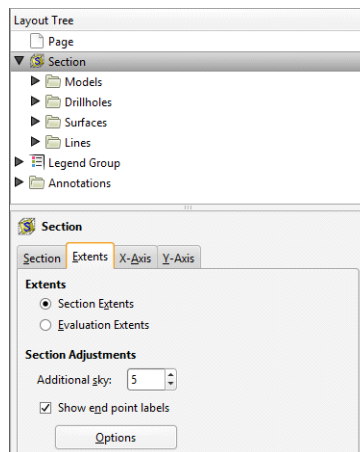 Layout Tree
Page
Section
Models
Drillholes
Surfaces
Lines
Legend Group
Annotations
Section
Section Extents X-Axis Y-Axis
Extents
Section Extents
Evaluation Extents
Section Adjustments
Additional sky: 5
Show end point labels
Options